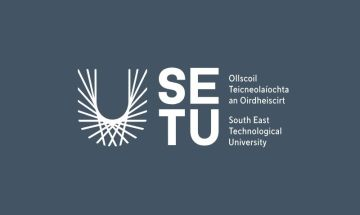 SE
TU
Ollscoil
Teicneolaíochta
an Oirdheiscirt
South East
Technological
University